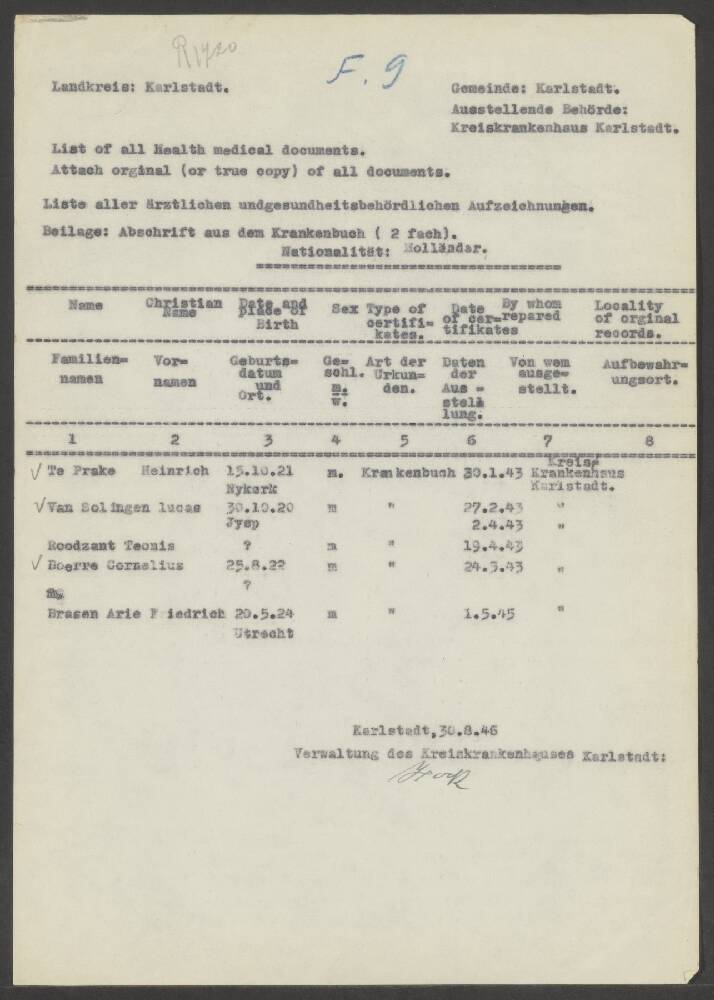 R1720
F. 9
Landkreis: Karlstadt.
Gemeinde: Karlstadt.
Ausstellende Behörde:
Kreiskrankenhaus Karlstadt.
List of all Health medical documents.
Attach orginal (or true copy) of all documents.
Liste aller ärztlichen undgesundheitsbehördlichen Aufzeichnungen.
Beilage: Abschrift aus dem Krankenbuch ( 2 fach).
Nationalität: Holländer.
Name Christian Name Date and place of Birth Sex Type of certifi= kates. Date of cer= tifikates By whom repared Locality of orginal records.
Familien= namen Vor= namen Geburts= datum und Ort. Ge= schl. m. w. Art der Urkun= den. Daten der Aus = stell lung. Von wem ausge= stellt. Aufbewahr= ungsort.
1 2 3 4 5 6 7 8
√ Te Prake Heinrich 15.10.21 m. Krankenbuch 30.1.43 Kreis= Krankenhaus
Nykerk Karlstadt.
√ Van Solingen lucas 30.10.20 m " 27.2.43 "
Jysp 2.4.43 "
Roodzant Teonis ? m " 19.4.43
√ Boerre Cornelius 25.8.22 m " 24.5.43 "
?
Brasen Arie Friedrich 20.5.24 m " 1.5.45 "
Utrecht
Karlstadt,30.8.46
Verwaltung des Kreiskrankenhauses Karlstadt: